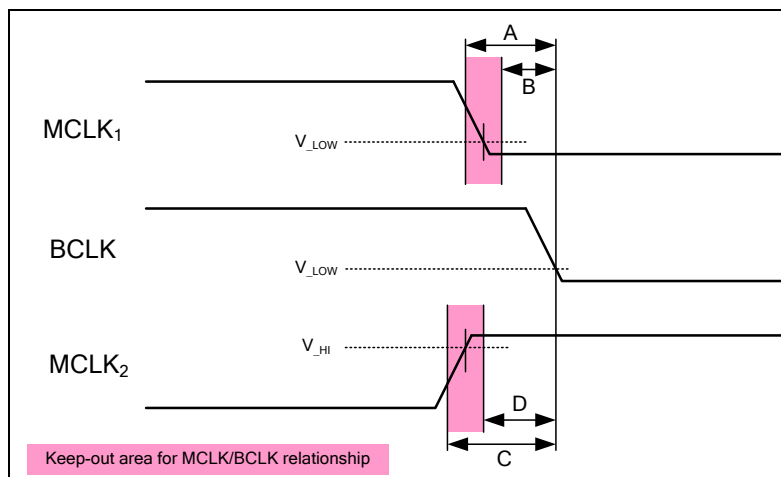 A
B
MCLK₁
V_LOW
BCLK
V_LOW
V_HI
MCLK₂
D
C
Keep-out area for MCLK/BCLK relationship